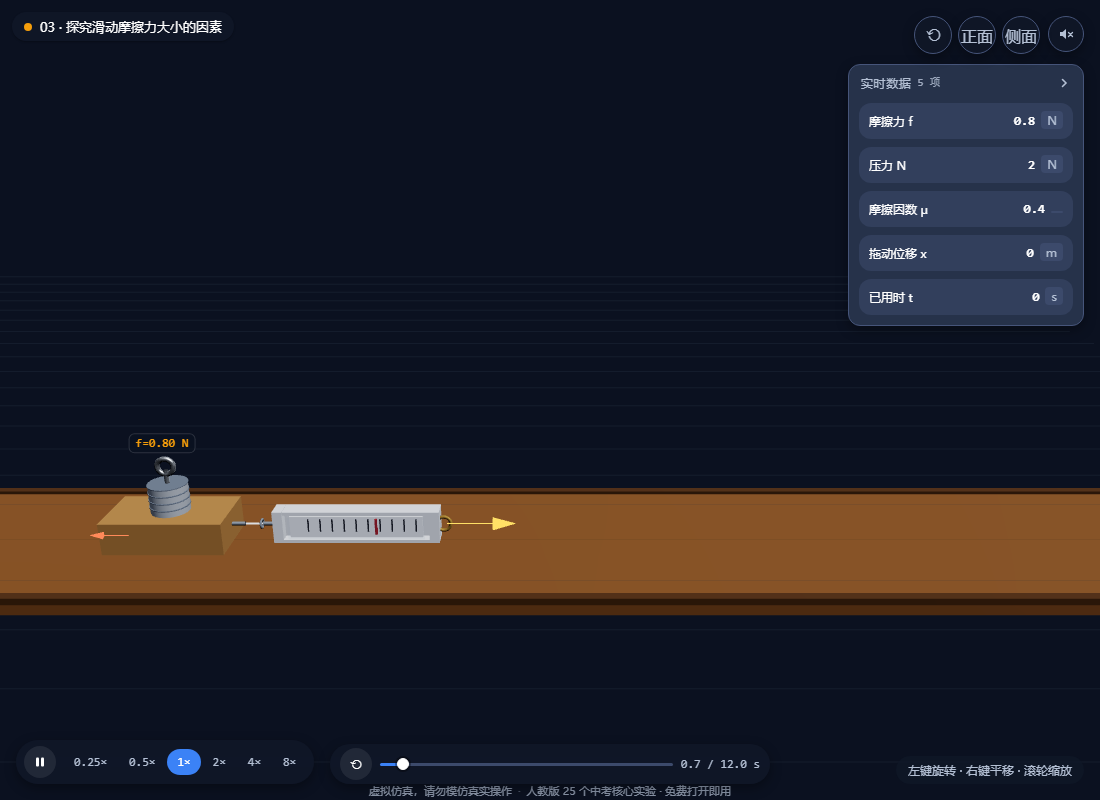 03 · 探究滑动摩擦力大小的因素
正面
侧面
实时数据 5 项
摩擦力 f 0.8 N
压力 N 2 N
摩擦因数 μ 0.4 —
拖动位移 x 0 m
已用时 t 0 s
f=0.80 N
0.25× 0.5× 1× 2× 4× 8×
0.7 / 12.0 s
左键旋转 · 右键平移 · 滚轮缩放
虚拟仿真，请勿模仿真实操作 · 人教版 25 个中考核心实验 · 免费打开即用